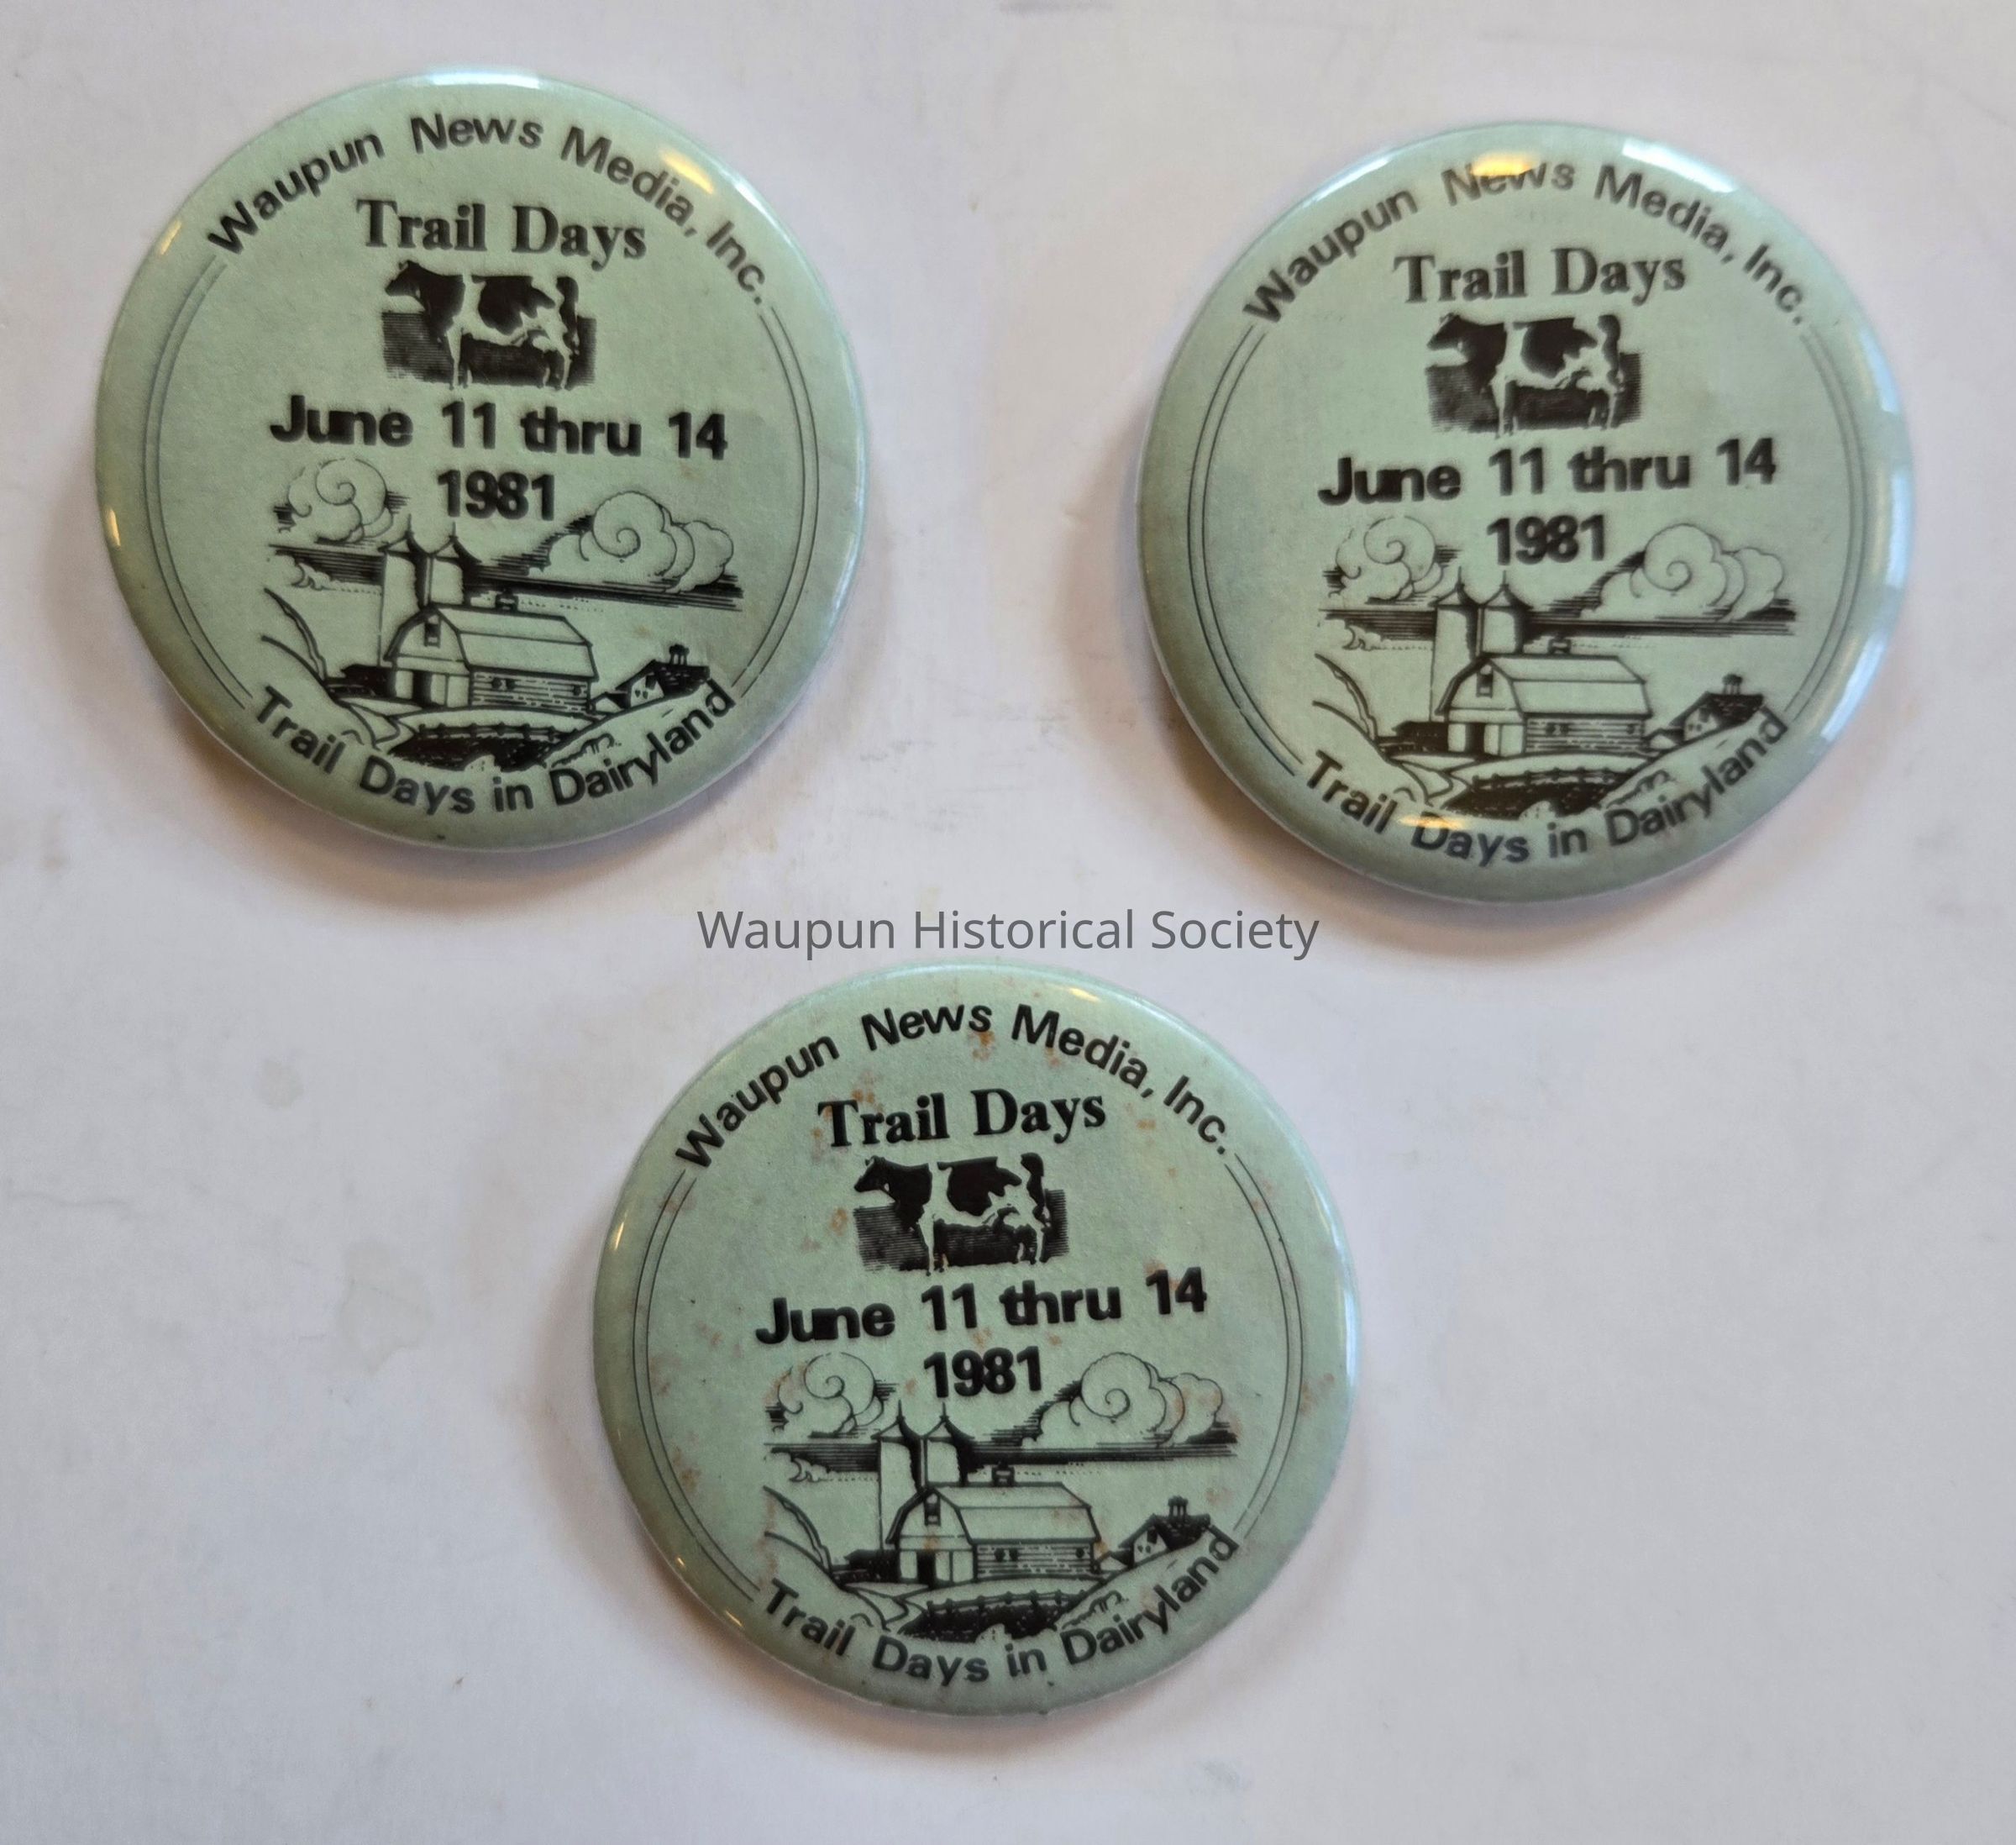 Waupun News Media, Inc.
Trail Days
June 11 thru 14
1981
Trail Days in Dairyland
Waupun News Media, Inc.
Trail Days
June 11 thru 14
1981
Trail Days in Dairyland
Waupun Historical Society
Waupun News Media, Inc.
Trail Days
June 11 thru 14
1981
Trail Days in Dairyland